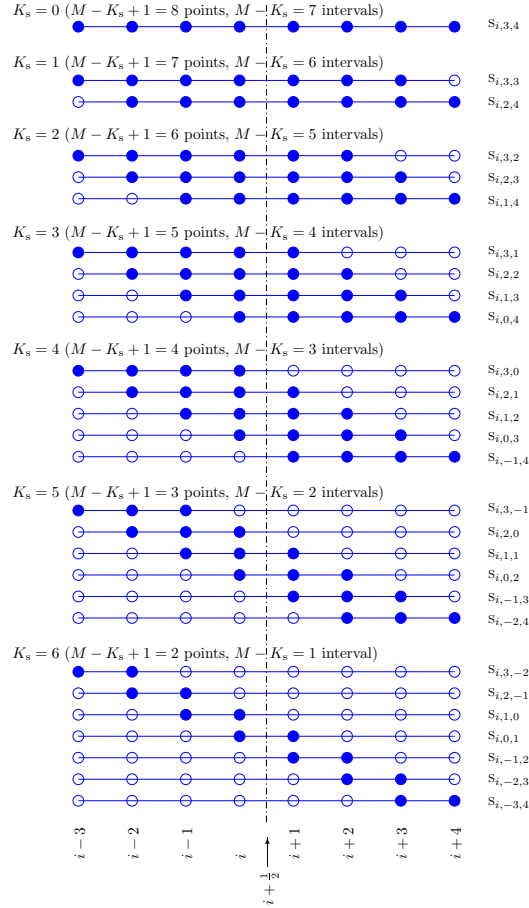 K_s = 0 (M − K_s + 1 = 8 points, M − K_s = 7 intervals)
S_{i,3,4}
K_s = 1 (M − K_s + 1 = 7 points, M − K_s = 6 intervals)
S_{i,3,3}
S_{i,2,4}
K_s = 2 (M − K_s + 1 = 6 points, M − K_s = 5 intervals)
S_{i,3,2}
S_{i,2,3}
S_{i,1,4}
K_s = 3 (M − K_s + 1 = 5 points, M − K_s = 4 intervals)
S_{i,3,1}
S_{i,2,2}
S_{i,1,3}
S_{i,0,4}
K_s = 4 (M − K_s + 1 = 4 points, M − K_s = 3 intervals)
S_{i,3,0}
S_{i,2,1}
S_{i,1,2}
S_{i,0,3}
S_{i,−1,4}
K_s = 5 (M − K_s + 1 = 3 points, M − K_s = 2 intervals)
S_{i,3,−1}
S_{i,2,0}
S_{i,1,1}
S_{i,0,2}
S_{i,−1,3}
S_{i,−2,4}
K_s = 6 (M − K_s + 1 = 2 points, M − K_s = 1 interval)
S_{i,3,−2}
S_{i,2,−1}
S_{i,1,0}
S_{i,0,1}
S_{i,−1,2}
S_{i,−2,3}
S_{i,−3,4}
i − 3
i − 2
i − 1
i
i + 1/2
i + 1
i + 2
i + 3
i + 4